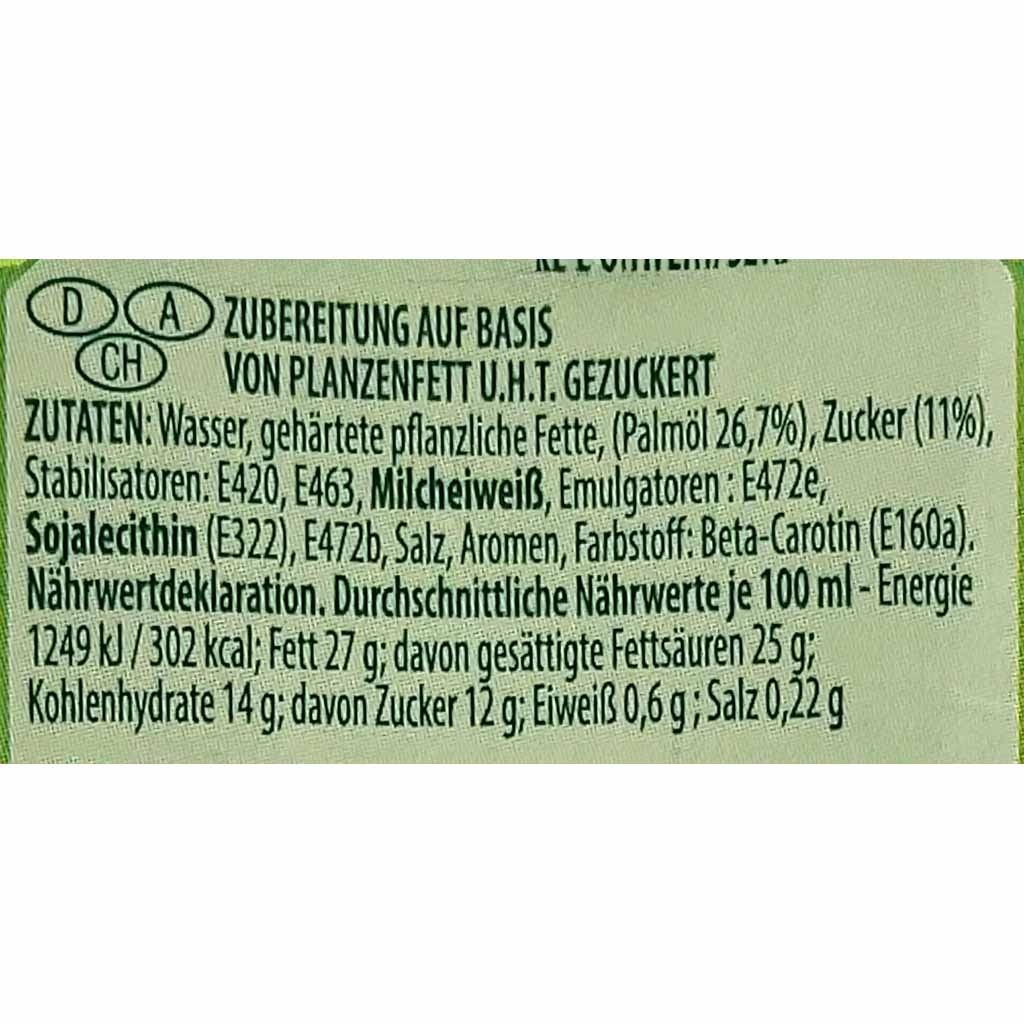 D A ZUBEREITUNG AUF BASIS
CH VON PLANZENFETT U.H.T. GEZUCKERT
ZUTATEN: Wasser, gehärtete pflanzliche Fette, (Palmöl 26,7%), Zucker (11%),
Stabilisatoren: E420, E463, Milcheiweiß, Emulgatoren : E472e,
Sojalecithin (E322), E472b, Salz, Aromen, Farbstoff: Beta-Carotin (E160a).
Nährwertdeklaration. Durchschnittliche Nährwerte je 100 ml - Energie
1249 kJ / 302 kcal; Fett 27 g; davon gesättigte Fettsäuren 25 g;
Kohlenhydrate 14 g; davon Zucker 12 g; Eiweiß 0,6 g ; Salz 0,22 g